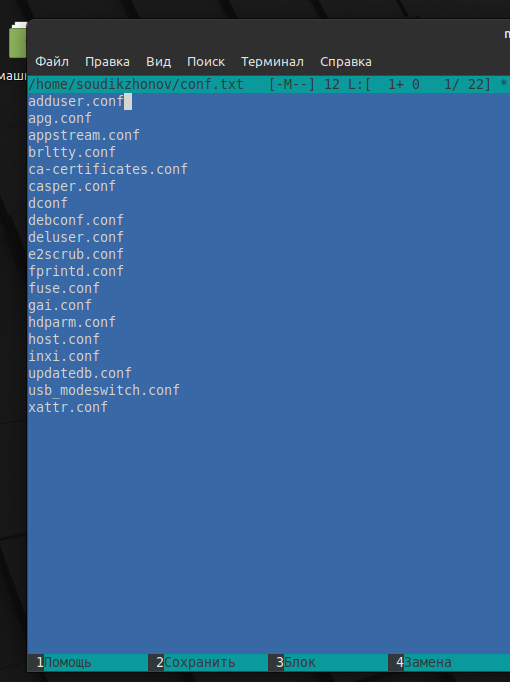 маш
Файл Правка Вид Поиск Терминал Справка
/home/soudikzhonov/conf.txt [-M--] 12 L:[ 1+ 0 1/ 22] *
adduser.conf
apg.conf
appstream.conf
brltty.conf
ca-certificates.conf
casper.conf
dconf
debconf.conf
deluser.conf
e2scrub.conf
fprintd.conf
fuse.conf
gai.conf
hdparm.conf
host.conf
inxi.conf
updatedb.conf
usb_modeswitch.conf
xattr.conf
1Помощь 2Сохранить 3Блок 4Замена